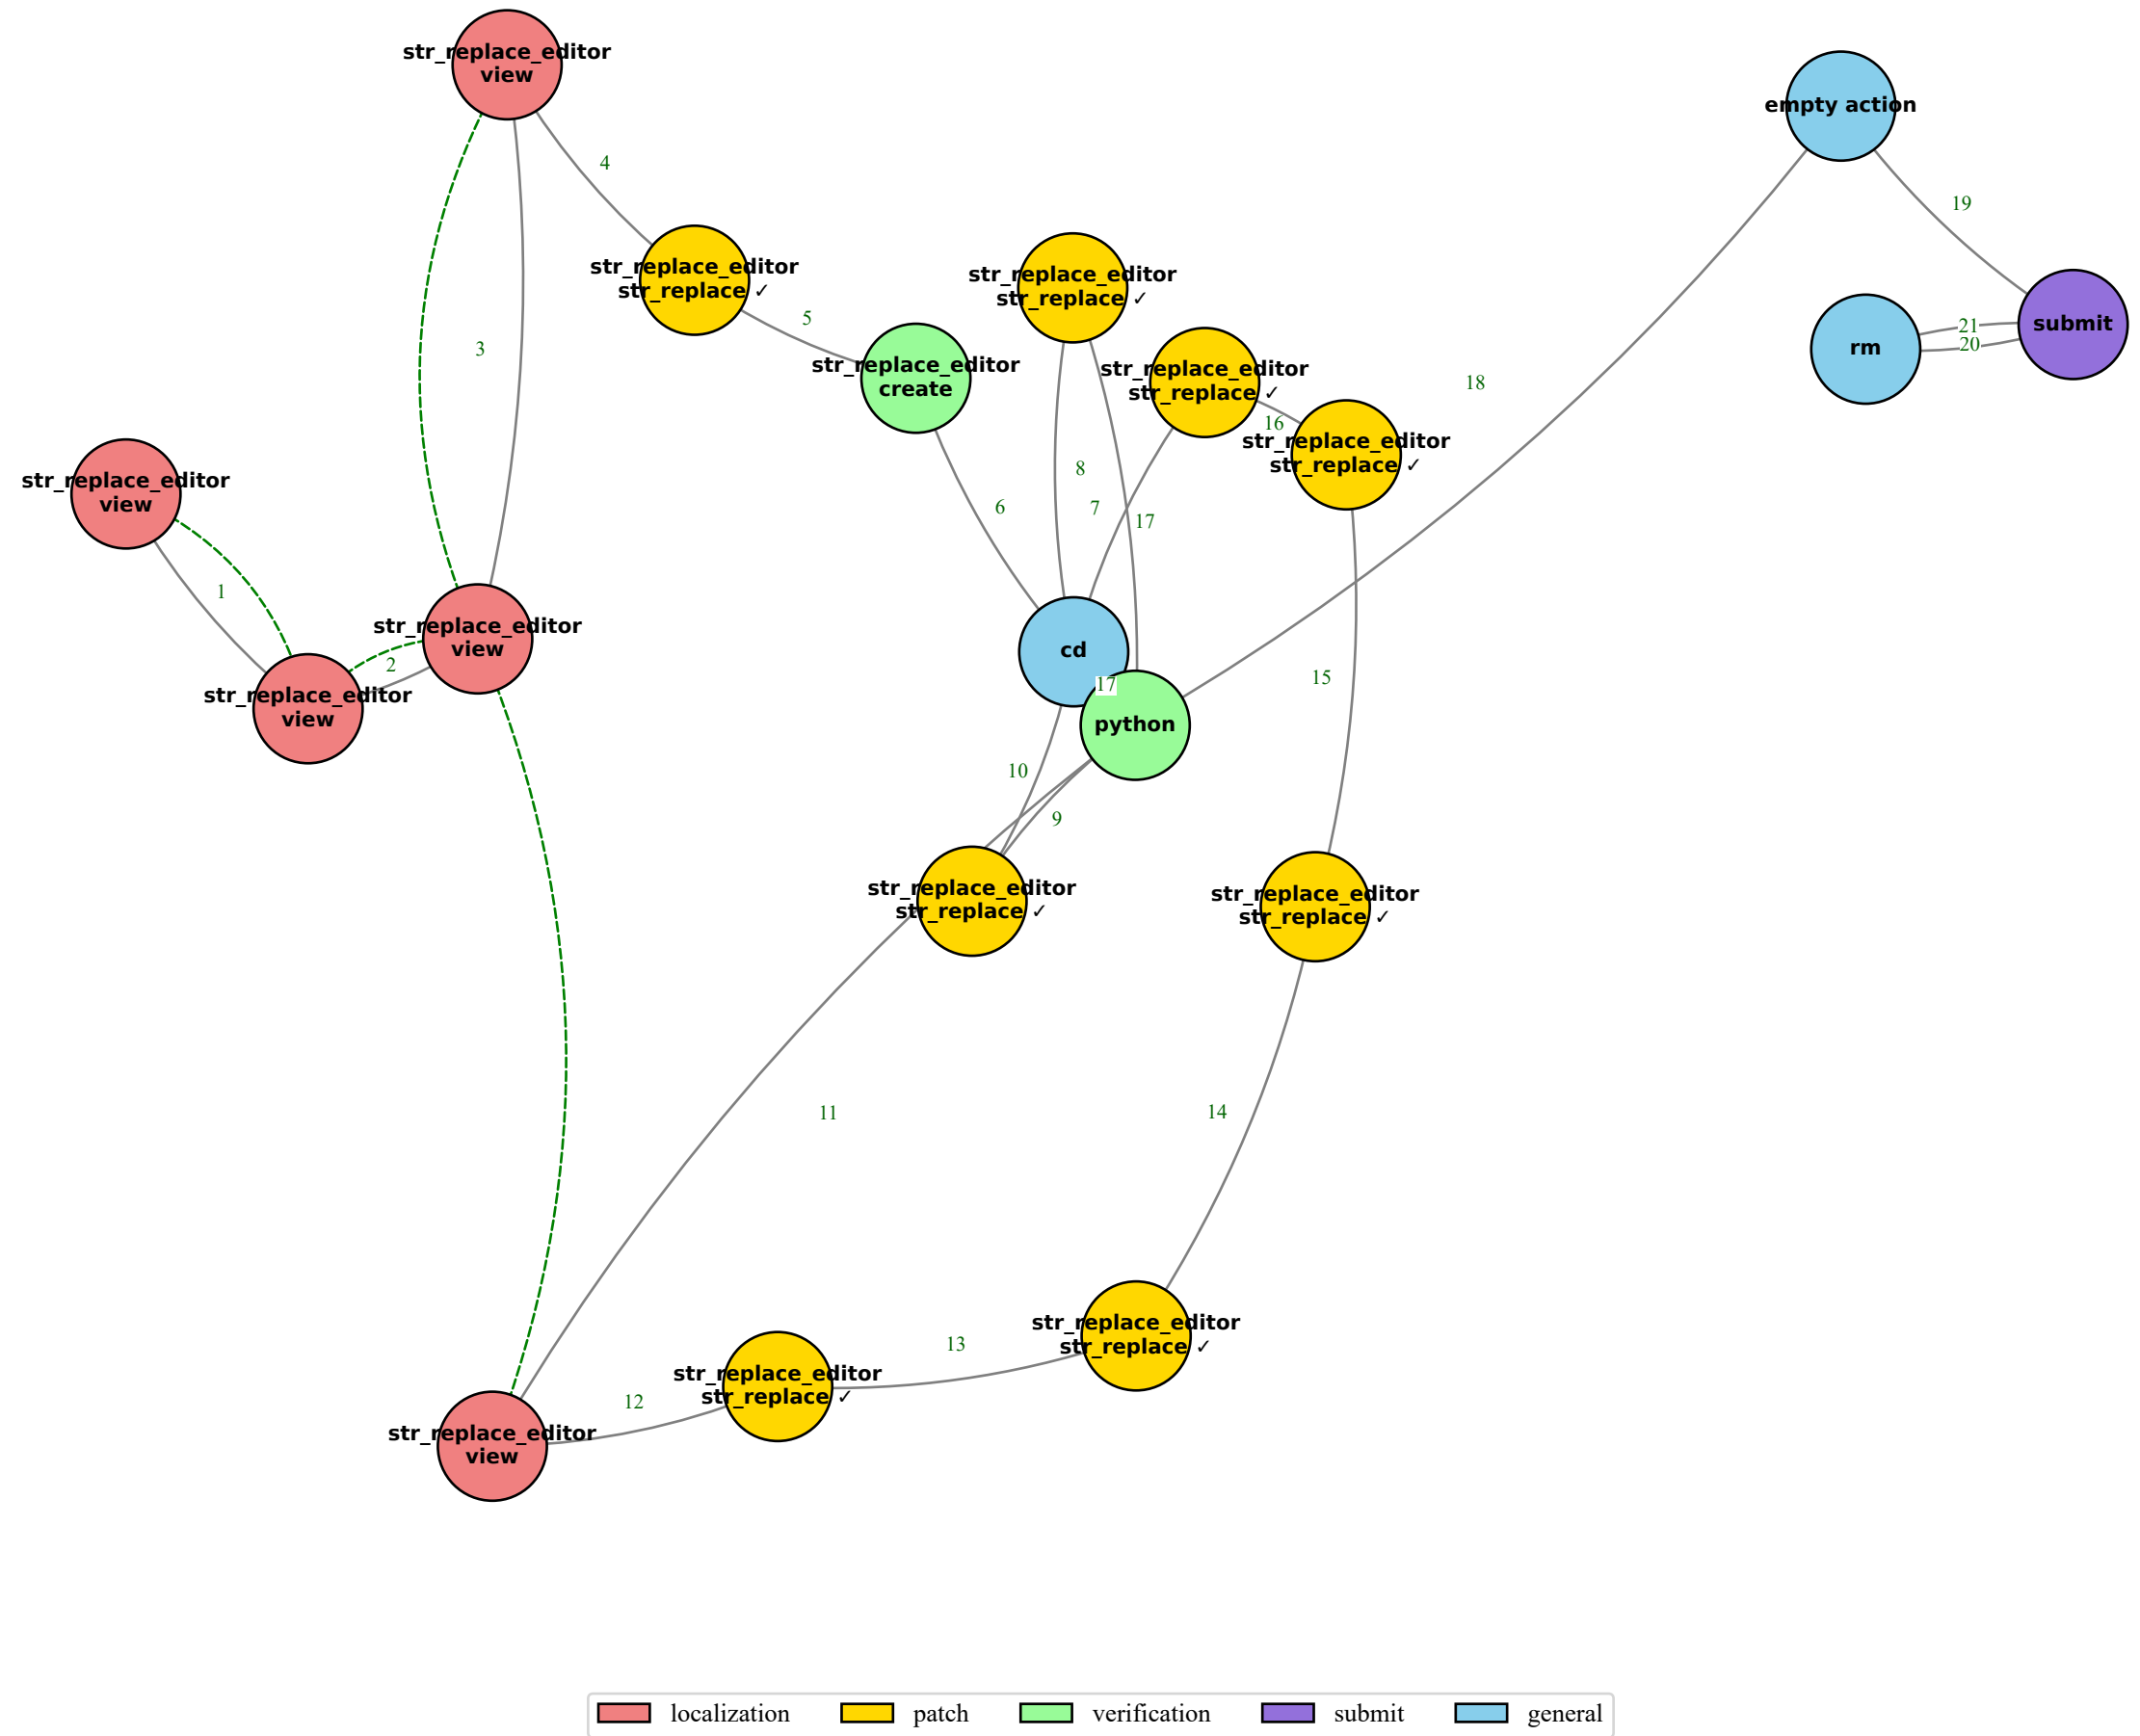 str_replace_editor
view
empty action
4
19
str_replace_editor
str_replace ✓
str_replace_editor
str_replace ✓
5
submit
21
20
rm
3
str_replace_editor
create
str_replace_editor
str_replace ✓
18
16
str_replace_editor
str_replace ✓
8
str_replace_editor
view
6
7
17
1
str_replace_editor
view
2
cd
15
17
str_replace_editor
view
python
10
9
str_replace_editor
str_replace ✓
str_replace_editor
str_replace ✓
11
14
str_replace_editor
str_replace ✓
13
str_replace_editor
str_replace ✓
12
str_replace_editor
view
localization
patch
verification
submit
general